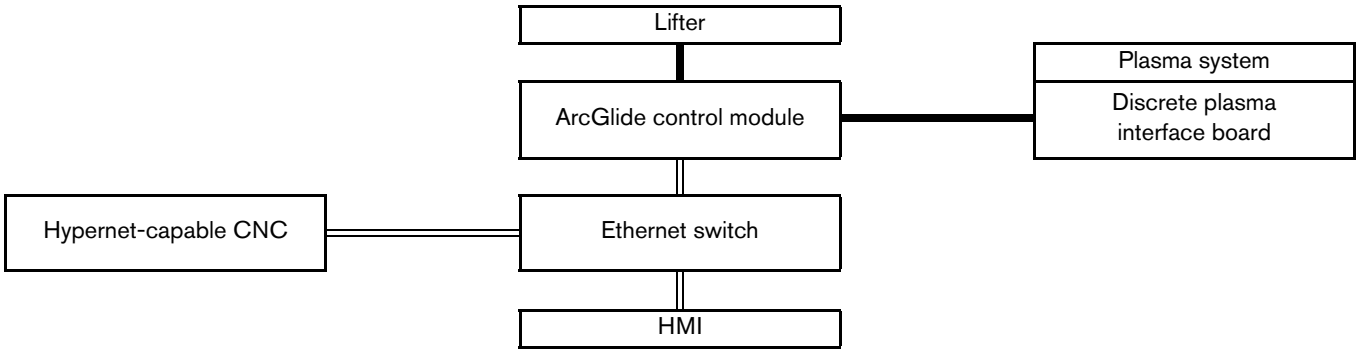 Lifter
Plasma system
ArcGlide control module
Discrete plasma
interface board
Hypernet-capable CNC
Ethernet switch
HMI